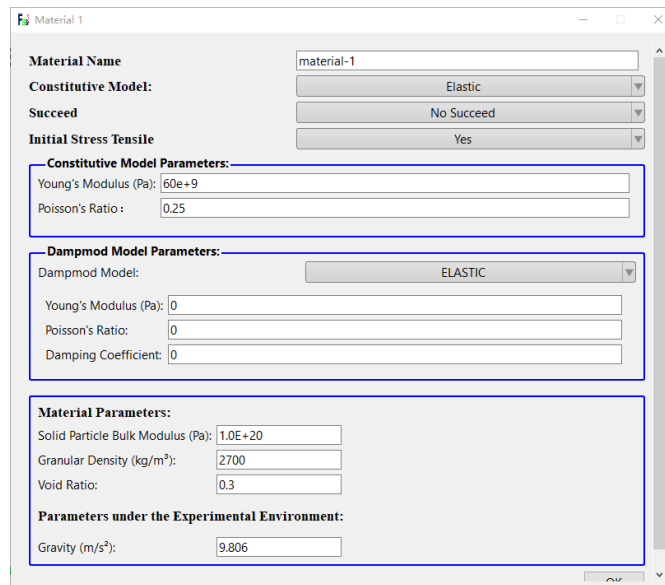 Material 1
Material Name material-1
Constitutive Model: Elastic
Succeed No Succeed
Initial Stress Tensile Yes
Constitutive Model Parameters:
Young's Modulus (Pa): 60e+9
Poisson's Ratio： 0.25
Dampmod Model Parameters:
Dampmod Model: ELASTIC
Young's Modulus (Pa): 0
Poisson's Ratio: 0
Damping Coefficient: 0
Material Parameters:
Solid Particle Bulk Modulus (Pa): 1.0E+20
Granular Density (kg/m³): 2700
Void Ratio: 0.3
Parameters under the Experimental Environment:
Gravity (m/s²): 9.806
OK